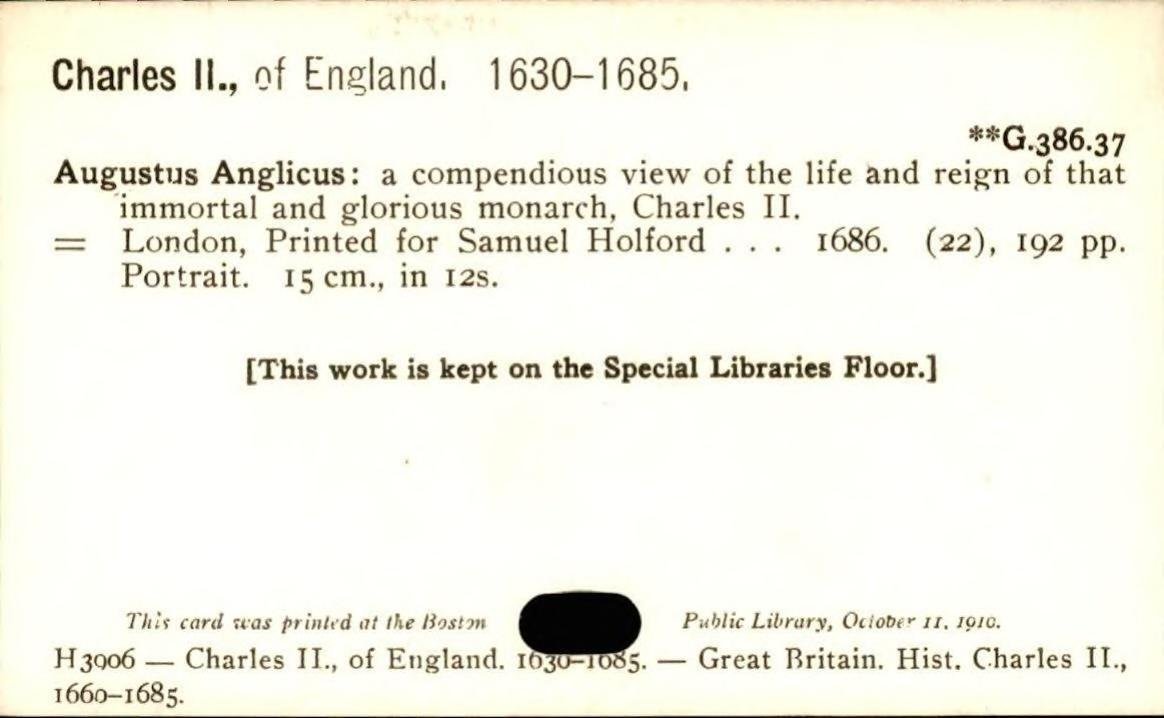 Charles II., of England. 1630–1685.
**G.386.37
Augustus Anglicus: a compendious view of the life and reign of that
immortal and glorious monarch, Charles II.
= London, Printed for Samuel Holford . . . 1686. (22), 192 pp.
Portrait. 15 cm., in 12s.
[This work is kept on the Special Libraries Floor.]
This card was printed at the Boston Public Library, October 11, 1910.
H3906 — Charles II., of England. 1630–1685. — Great Britain. Hist. Charles II.,
1660–1685.